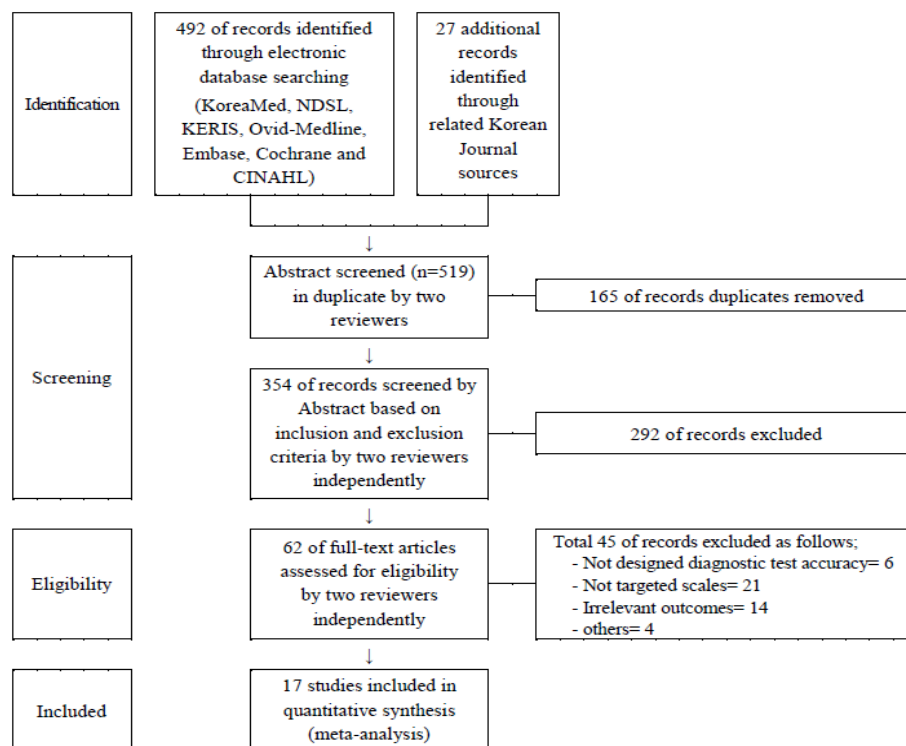 Identification
492 of records identified
through electronic
database searching
(KoreaMed, NDSL,
KERIS, Ovid-Medline,
Embase, Cochrane and
CINAHL)
27 additional
records
identified
through
related Korean
Journal
sources
↓
Screening
Abstract screened (n=519)
in duplicate by two
reviewers
165 of records duplicates removed
↓
354 of records screened by
Abstract based on
inclusion and exclusion
criteria by two reviewers
independently
292 of records excluded
↓
Eligibility
62 of full-text articles
assessed for eligibility
by two reviewers
independently
Total 45 of records excluded as follows;
- Not designed diagnostic test accuracy= 6
- Not targeted scales= 21
- Irrelevant outcomes= 14
- others= 4
↓
Included
17 studies included in
quantitative synthesis
(meta-analysis)